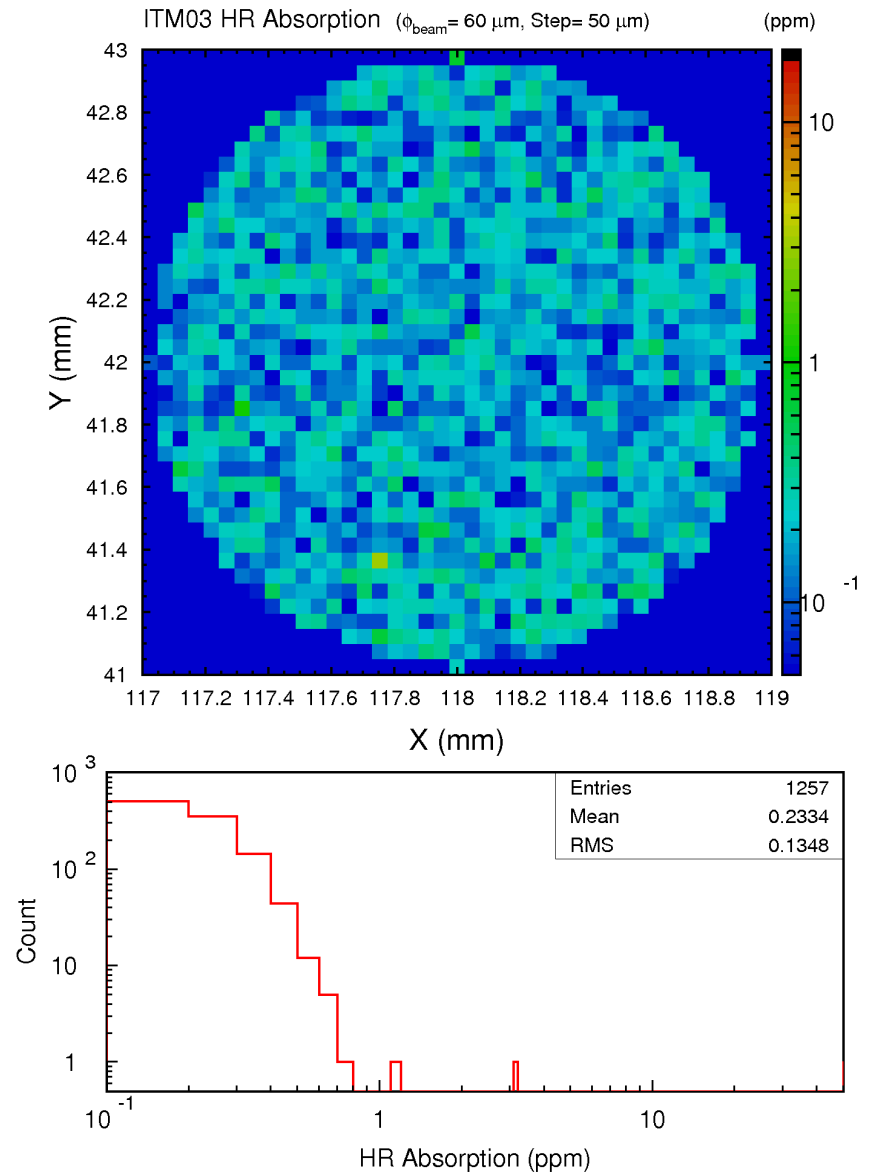 ITM03 HR Absorption (ϕbeam= 60 μm, Step= 50 μm) (ppm)
43
42.8
42.6
42.4
42.2
42
41.8
41.6
41.4
41.2
41
Y (mm)
10
1
10 -1
117 117.2 117.4 117.6 117.8 118 118.2 118.4 118.6 118.8 119
X (mm)
Entries 1257
Mean 0.2334
RMS 0.1348
10 3
10 2
10
1
Count
10 -1 1 10
HR Absorption (ppm)